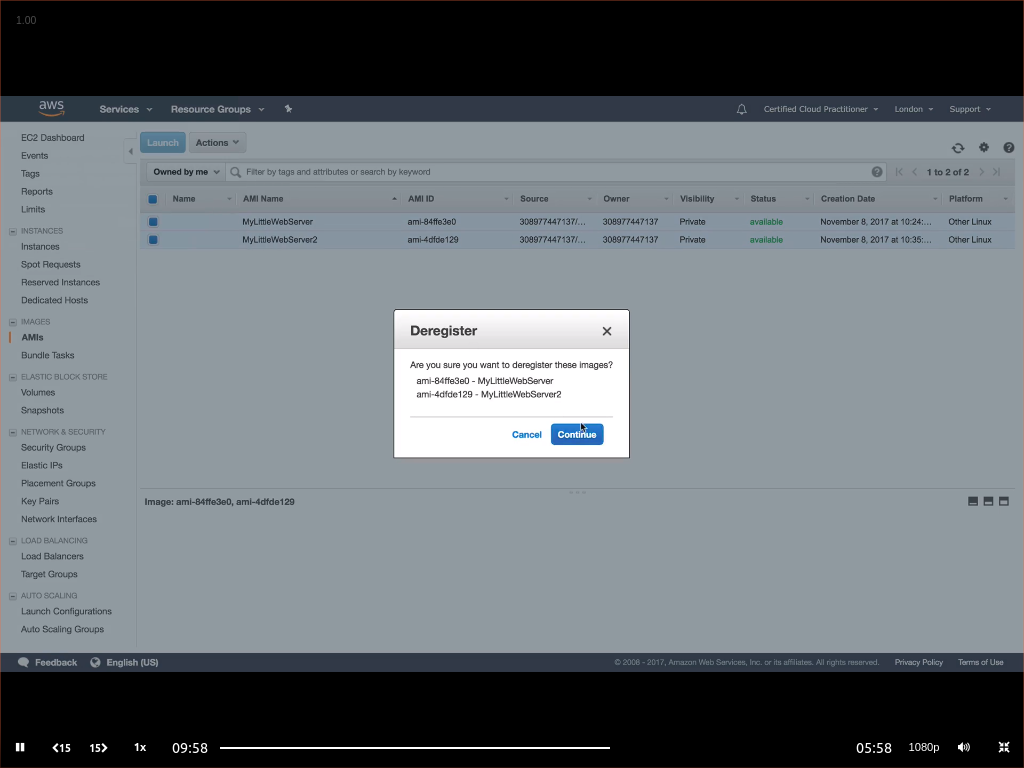 1.00
aws Services Resource Groups Certified Cloud Practitioner London Support
EC2 Dashboard
Events
Tags
Reports
Limits
INSTANCES
Instances
Spot Requests
Reserved Instances
Dedicated Hosts
IMAGES
AMIs
Bundle Tasks
ELASTIC BLOCK STORE
Volumes
Snapshots
NETWORK & SECURITY
Security Groups
Elastic IPs
Placement Groups
Key Pairs
Network Interfaces
LOAD BALANCING
Load Balancers
Target Groups
AUTO SCALING
Launch Configurations
Auto Scaling Groups
Launch Actions
Owned by me Filter by tags and attributes or search by keyword 1 to 2 of 2
Name AMI Name AMI ID Source Owner Visibility Status Creation Date Platform
MyLittleWebServer ami-84ffe3e0 308977447137/... 308977447137 Private available November 8, 2017 at 10:24:... Other Linux
MyLittleWebServer2 ami-4dfde129 308977447137/... 308977447137 Private available November 8, 2017 at 10:35:... Other Linux
Deregister
Are you sure you want to deregister these images?
ami-84ffe3e0 - MyLittleWebServer
ami-4dfde129 - MyLittleWebServer2
Cancel Continue
Image: ami-84ffe3e0, ami-4dfde129
Feedback English (US) © 2006 - 2017, Amazon Web Services, Inc. or its affiliates. All rights reserved. Privacy Policy Terms of Use
15 15 1x 09:58 05:58 1080p